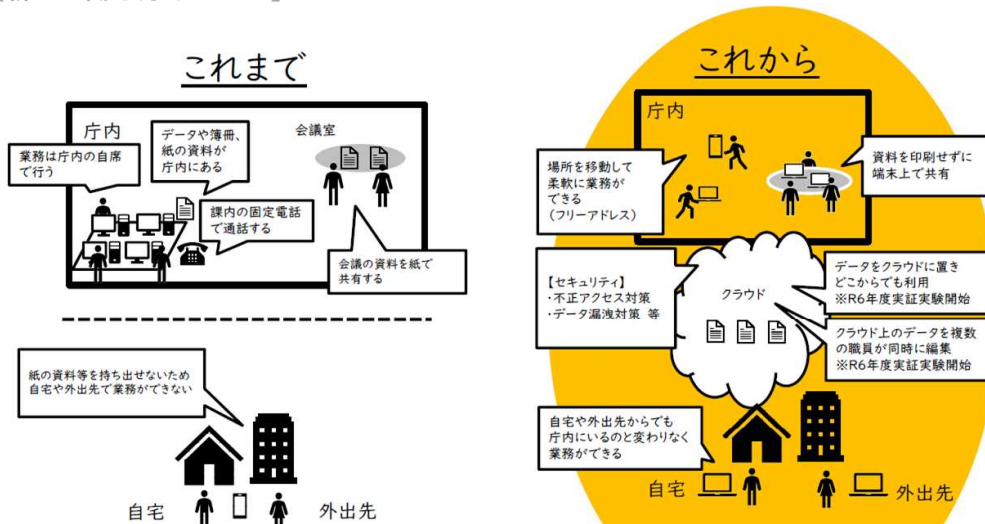 これまで
庁内
業務は庁内の自席
で行う
データや簿冊、
紙の資料が
庁内にある
会議室
課内の固定電話
で通話する
会議の資料を紙で
共有する
紙の資料等を持ち出せないため
自宅や外出先で業務ができない
自宅
外出先
これから
庁内
場所を移動して
柔軟に業務が
できる
(フリーアドレス)
資料を印刷せずに
端末上で共有
【セキュリティ】
・不正アクセス対策
・データ漏洩対策 等
クラウド
データをクラウドに置き
どこからでも利用
※R6年度実証実験開始
クラウド上のデータを複数
の職員が同時に編集
※R6年度実証実験開始
自宅や外出先からでも
庁内にいるのと変わりなく
業務ができる
自宅
外出先